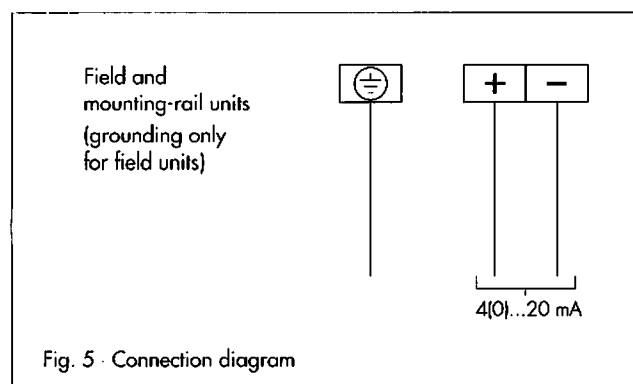 Field and
mounting-rail units
(grounding only
for field units)
+ −
4(0)...20 mA
Fig. 5 · Connection diagram